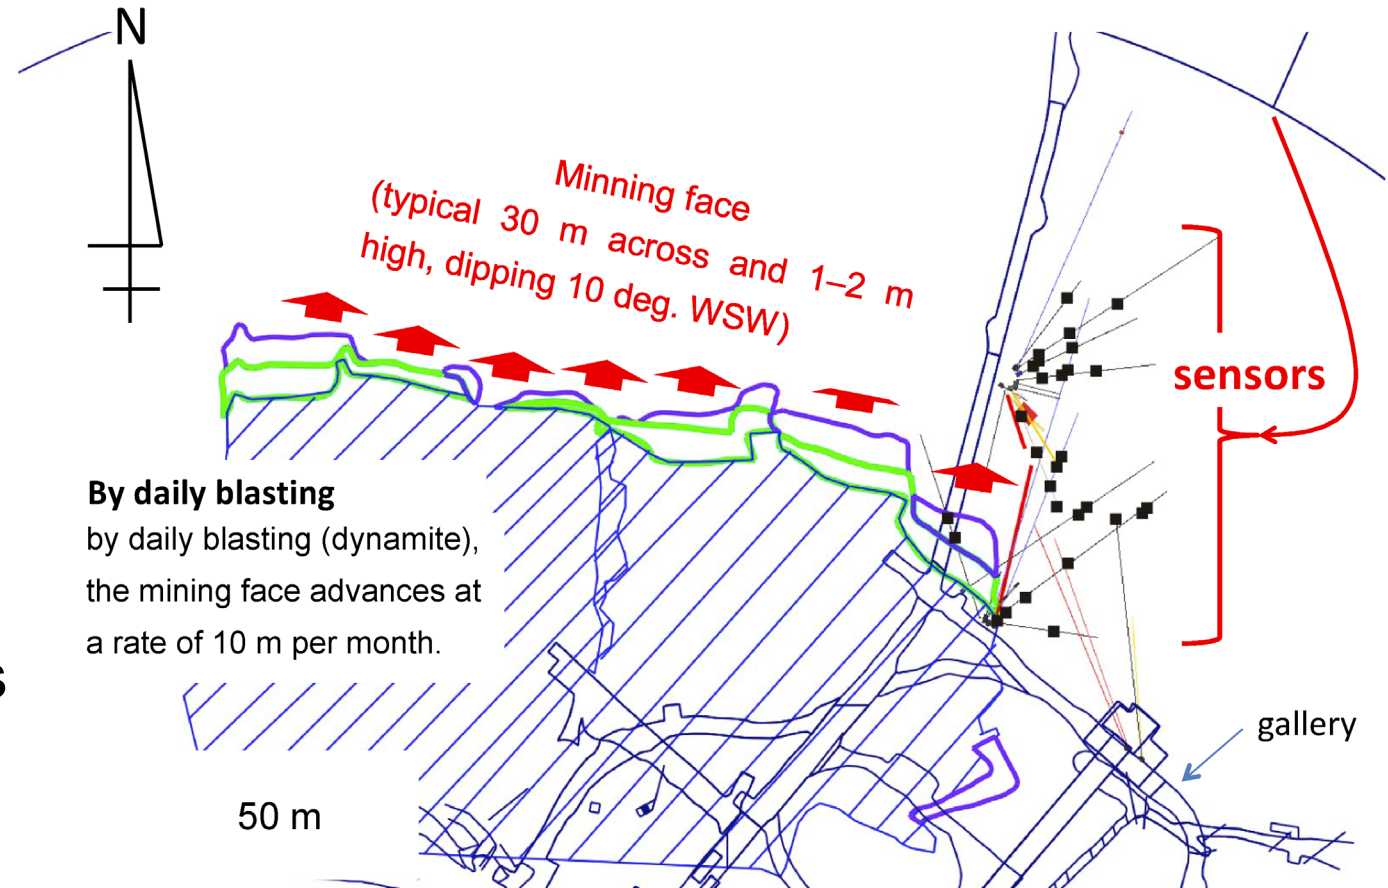 N
Minning face
(typical 30 m across and 1–2 m
high, dipping 10 deg. WSW)
sensors
By daily blasting
by daily blasting (dynamite),
the mining face advances at
a rate of 10 m per month.
s
gallery
50 m